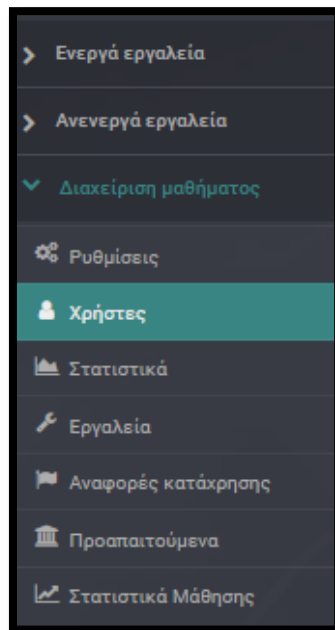 Ενεργά εργαλεία
Ανενεργά εργαλεία
Διαχείριση μαθήματος
Ρυθμίσεις
Χρήστες
Στατιστικά
Εργαλεία
Αναφορές κατάχρησης
Προαπαιτούμενα
Στατιστικά Μάθησης